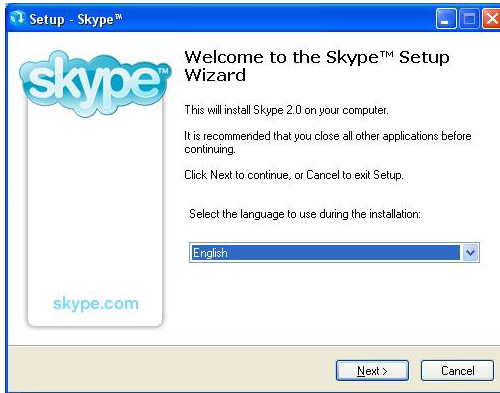 Setup - Skype™
skype™
Welcome to the Skype™ Setup
Wizard
This will install Skype 2.0 on your computer.
It is recommended that you close all other applications before
continuing.
Click Next to continue, or Cancel to exit Setup.
Select the language to use during the installation:
English
skype.com
Next >
Cancel